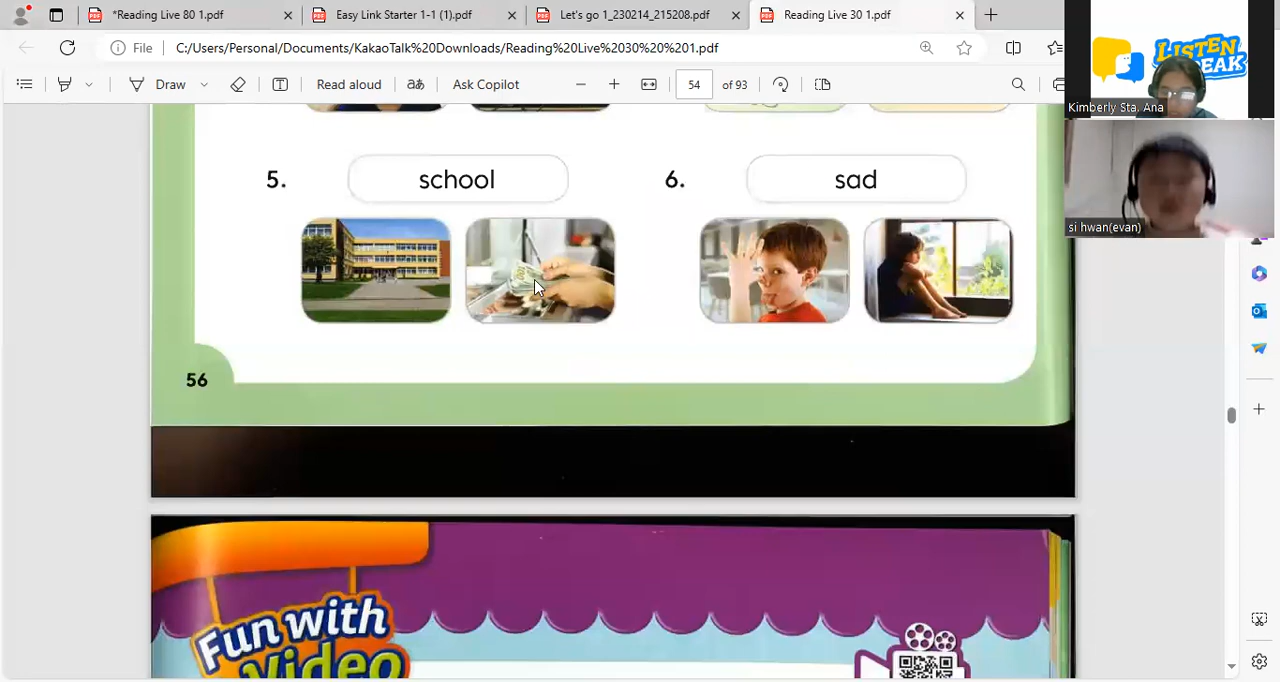 *Reading Live 80 1.pdf
Easy Link Starter 1-1 (1).pdf
Let's go 1_230214_215208.pdf
Reading Live 30 1.pdf
File
C:/Users/Personal/Documents/KakaoTalk%20Downloads/Reading%20Live%2030%20%201.pdf
Draw
Read aloud
Ask Copilot
54
of 93
LISTEN
Kimberly Sta. Ana
si hwan(evan)
5.
school
6.
sad
56
Fun with
Video